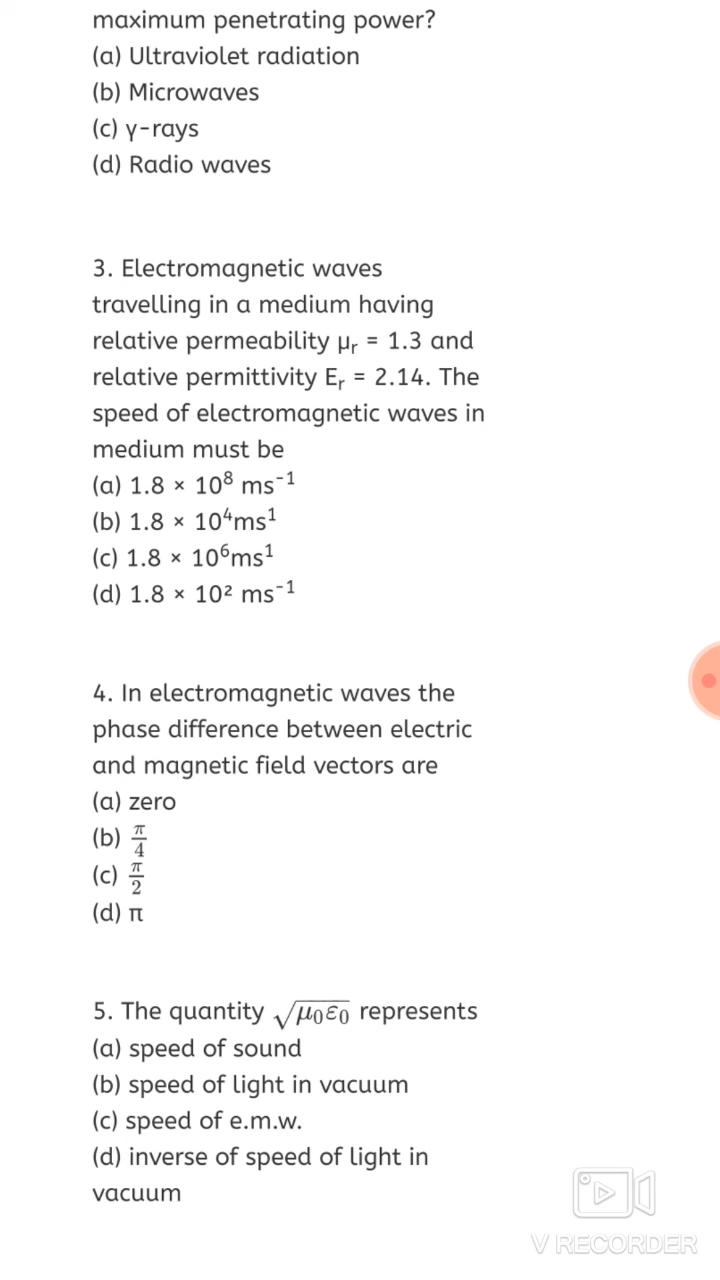 maximum penetrating power?
(a) Ultraviolet radiation
(b) Microwaves
(c) γ-rays
(d) Radio waves
3. Electromagnetic waves
travelling in a medium having
relative permeability μᵣ = 1.3 and
relative permittivity Eᵣ = 2.14. The
speed of electromagnetic waves in
medium must be
(a) 1.8 × 10⁸ ms⁻¹
(b) 1.8 × 10⁴ms¹
(c) 1.8 × 10⁶ms¹
(d) 1.8 × 10² ms⁻¹
4. In electromagnetic waves the
phase difference between electric
and magnetic field vectors are
(a) zero
(b) π/4
(c) π/2
(d) π
5. The quantity √μ₀ε₀ represents
(a) speed of sound
(b) speed of light in vacuum
(c) speed of e.m.w.
(d) inverse of speed of light in
vacuum
V RECORDER